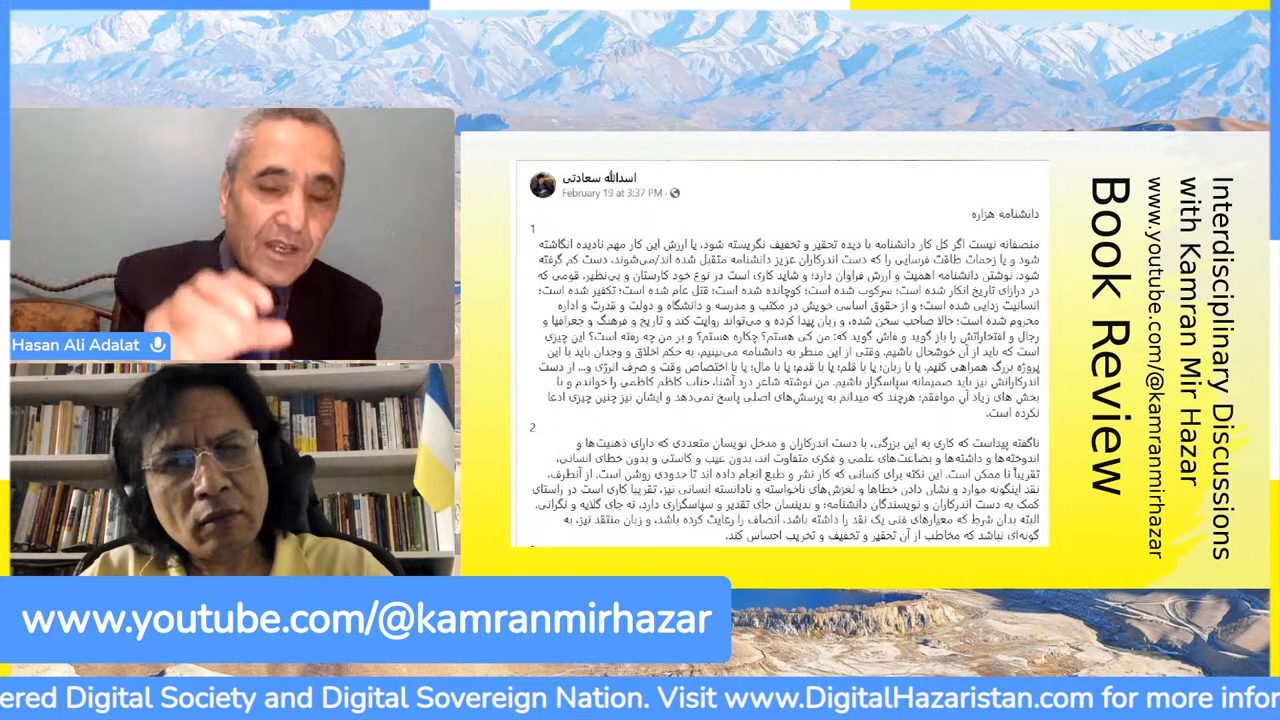 Hasan Ali Adalat
اسدالله سعادتی
February 19 at 3:37 PM
دانشنامه هزاره
1
منصفانه نیست اگر کل کار دانشنامه با دیده تحقیر و تخفیف نگریسته شود، یا ارزش این کار مهم نادیده انگاشته
شود و یا زحمات طاقت فرسایی را که دست اندرکاران عزیز دانشنامه متقبل شده اند/می‌شوند، دست کم گرفته
شود. نوشتن دانشنامه اهمیت و ارزش فراوان دارد؛ و شاید کاری است در نوع خود کارستان و بی‌نظیر. قومی که
در درازای تاریخ انکار شده است؛ سرکوب شده است؛ کوچانده شده است؛ قتل عام شده است؛ تکفیر شده است؛
انسانیت زدایی شده است؛ و از حقوق اساسی خویش در مکتب و مدرسه و دانشگاه و دولت و قدرت و اداره
محروم شده است؛ حالا صاحب سخن شده، و زبان پیدا کرده و می‌تواند روایت کند و تاریخ و فرهنگ و جغرافیا و
رجال و افتخاراتش را باز گوید و فاش گوید که: من کی هستم؟ چکاره هستم؟ و بر من چه رفته است؟ این چیزی
است که باید از آن خوشحال باشیم. وقتی از این منظر به دانشنامه می‌بینیم، به حکم اخلاق و وجدان باید با این
پروژه بزرگ همراهی کنیم. یا با زبان؛ یا با قلم؛ یا با قدم؛ یا با مال؛ یا با اختصاص وقت و صرف انرژی و... از دست
اندرکارانش نیز باید صمیمانه سپاسگزار باشیم. من نوشته شاعر درد آشنا، جناب کاظم کاظمی را خواندم و با
بخش های زیاد آن موافقم؛ هرچند که میدانم به پرسش‌های اصلی پاسخ نمی‌دهد و ایشان نیز چنین چیزی ادعا
نکرده است.
2
ناگفته پیداست که کاری به این بزرگی، با دست اندرکاران و مدخل نویسان متعددی که دارای ذهنیت‌ها و
اندوخته‌ها و داشته‌ها و بضاعت‌های علمی و فکری متفاوت اند، بدون عیب و کاستی و بدون خطای انسانی،
تقریباً نا ممکن است. این نکته برای کسانی که کار نشر و طبع انجام داده اند تا حدودی روشن است. از آنطرف،
نقد اینگونه موارد و نشان دادن خطاها و لغزش‌های ناخواسته و نادانسته انسانی نیز، تقریبا کاری است در راستای
کمک به دست اندرکاران و نویسندگان دانشنامه؛ و بدینسان جای تقدیر و سپاسگزاری دارد، نه جای گلایه و نگرانی.
البته بدان شرط که معیارهای فنی یک نقد را داشته باشد، انصاف را رعایت کرده باشد، و زبان منتقد نیز، به
گونه‌ای نباشد که مخاطب از آن تحقیر و تخفیف و تخریب احساس کند.
Interdisciplinary Discussions
with Kamran Mir Hazar
www.youtube.com/@kamranmirhazar
Book Review
www.youtube.com/@kamranmirhazar
ered Digital Society and Digital Sovereign Nation. Visit www.DigitalHazaristan.com for more infor